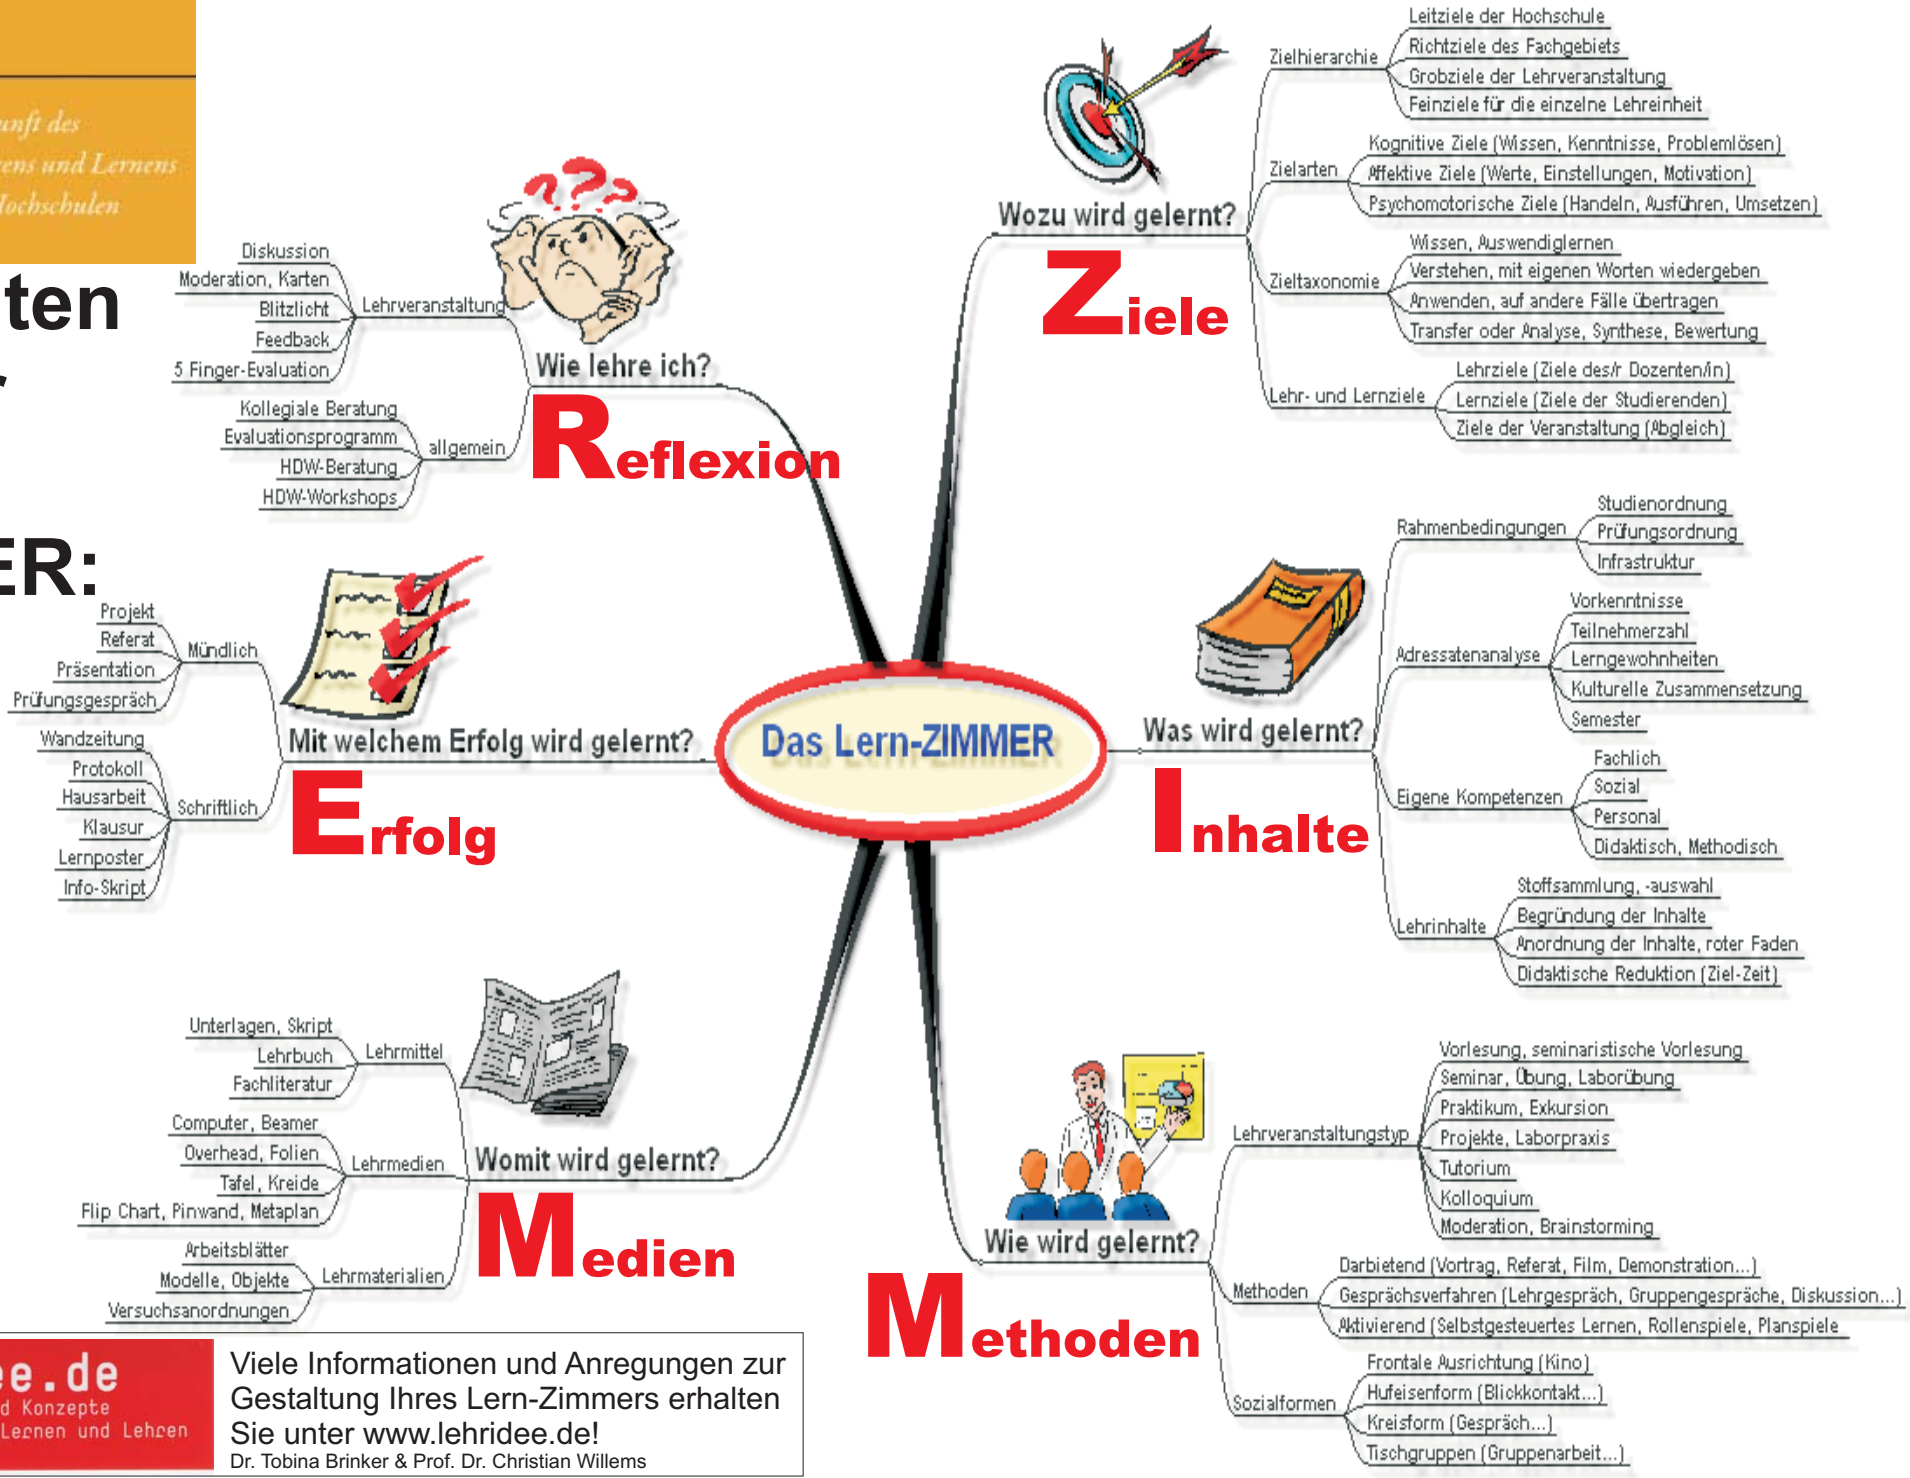 unft des
rens und Lernens
Hochschulen
ten
ER:
Das Lern-ZIMMER
Wozu wird gelernt?
Ziele
Zielhierarchie
Leitziele der Hochschule
Richtziele des Fachgebiets
Grobziele der Lehrveranstaltung
Feinziele für die einzelne Lehreinheit
Zielarten
Kognitive Ziele (Wissen, Kenntnisse, Problemlösen)
Affektive Ziele (Werte, Einstellungen, Motivation)
Psychomotorische Ziele (Handeln, Ausführen, Umsetzen)
Zieltaxonomie
Wissen, Auswendiglernen
Verstehen, mit eigenen Worten wiedergeben
Anwenden, auf andere Fälle übertragen
Transfer oder Analyse, Synthese, Bewertung
Lehr- und Lernziele
Lehrziele (Ziele des/r Dozenten/in)
Lernziele (Ziele der Studierenden)
Ziele der Veranstaltung (Abgleich)
Was wird gelernt?
Inhalte
Rahmenbedingungen
Studienordnung
Prüfungsordnung
Infrastruktur
Adressatenanalyse
Vorkenntnisse
Teilnehmerzahl
Lerngewohnheiten
Kulturelle Zusammensetzung
Semester
Eigene Kompetenzen
Fachlich
Sozial
Personal
Didaktisch, Methodisch
Lehrinhalte
Stoffsammlung, -auswahl
Begründung der Inhalte
Anordnung der Inhalte, roter Faden
Didaktische Reduktion (Ziel-Zeit)
Wie wird gelernt?
Methoden
Lehrveranstaltungstyp
Vorlesung, seminaristische Vorlesung
Seminar, Übung, Laborübung
Praktikum, Exkursion
Projekte, Laborpraxis
Tutorium
Kolloquium
Moderation, Brainstorming
Methoden
Darbietend (Vortrag, Referat, Film, Demonstration...)
Gesprächsverfahren (Lehrgespräch, Gruppengespräche, Diskussion...)
Aktivierend (Selbstgesteuertes Lernen, Rollenspiele, Planspiele
Sozialformen
Frontale Ausrichtung (Kino)
Hufeisenform (Blickkontakt...)
Kreisform (Gespräch...)
Tischgruppen (Gruppenarbeit...)
Womit wird gelernt?
Medien
Lehrmittel
Unterlagen, Skript
Lehrbuch
Fachliteratur
Lehrmedien
Computer, Beamer
Overhead, Folien
Tafel, Kreide
Flip Chart, Pinwand, Metaplan
Lehrmaterialien
Arbeitsblätter
Modelle, Objekte
Versuchsanordnungen
Mit welchem Erfolg wird gelernt?
Erfolg
Mündlich
Projekt
Referat
Präsentation
Prüfungsgespräch
Schriftlich
Wandzeitung
Protokoll
Hausarbeit
Klausur
Lernposter
Info-Skript
Wie lehre ich?
Reflexion
Lehrveranstaltung
Diskussion
Moderation, Karten
Blitzlicht
Feedback
5 Finger-Evaluation
allgemein
Kollegiale Beratung
Evaluationsprogramm
HDW-Beratung
HDW-Workshops
???
ee.de
d Konzepte
Lernen und Lehren
Viele Informationen und Anregungen zur
Gestaltung Ihres Lern-Zimmers erhalten
Sie unter www.lehridee.de!
Dr. Tobina Brinker & Prof. Dr. Christian Willems